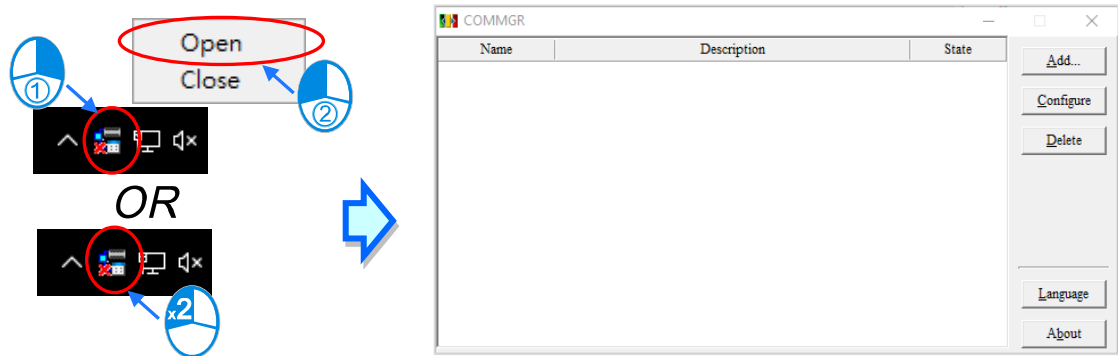 Open
Close
①
②
OR
x2
COMMGR
Name Description State
Add...
Configure
Delete
Language
About